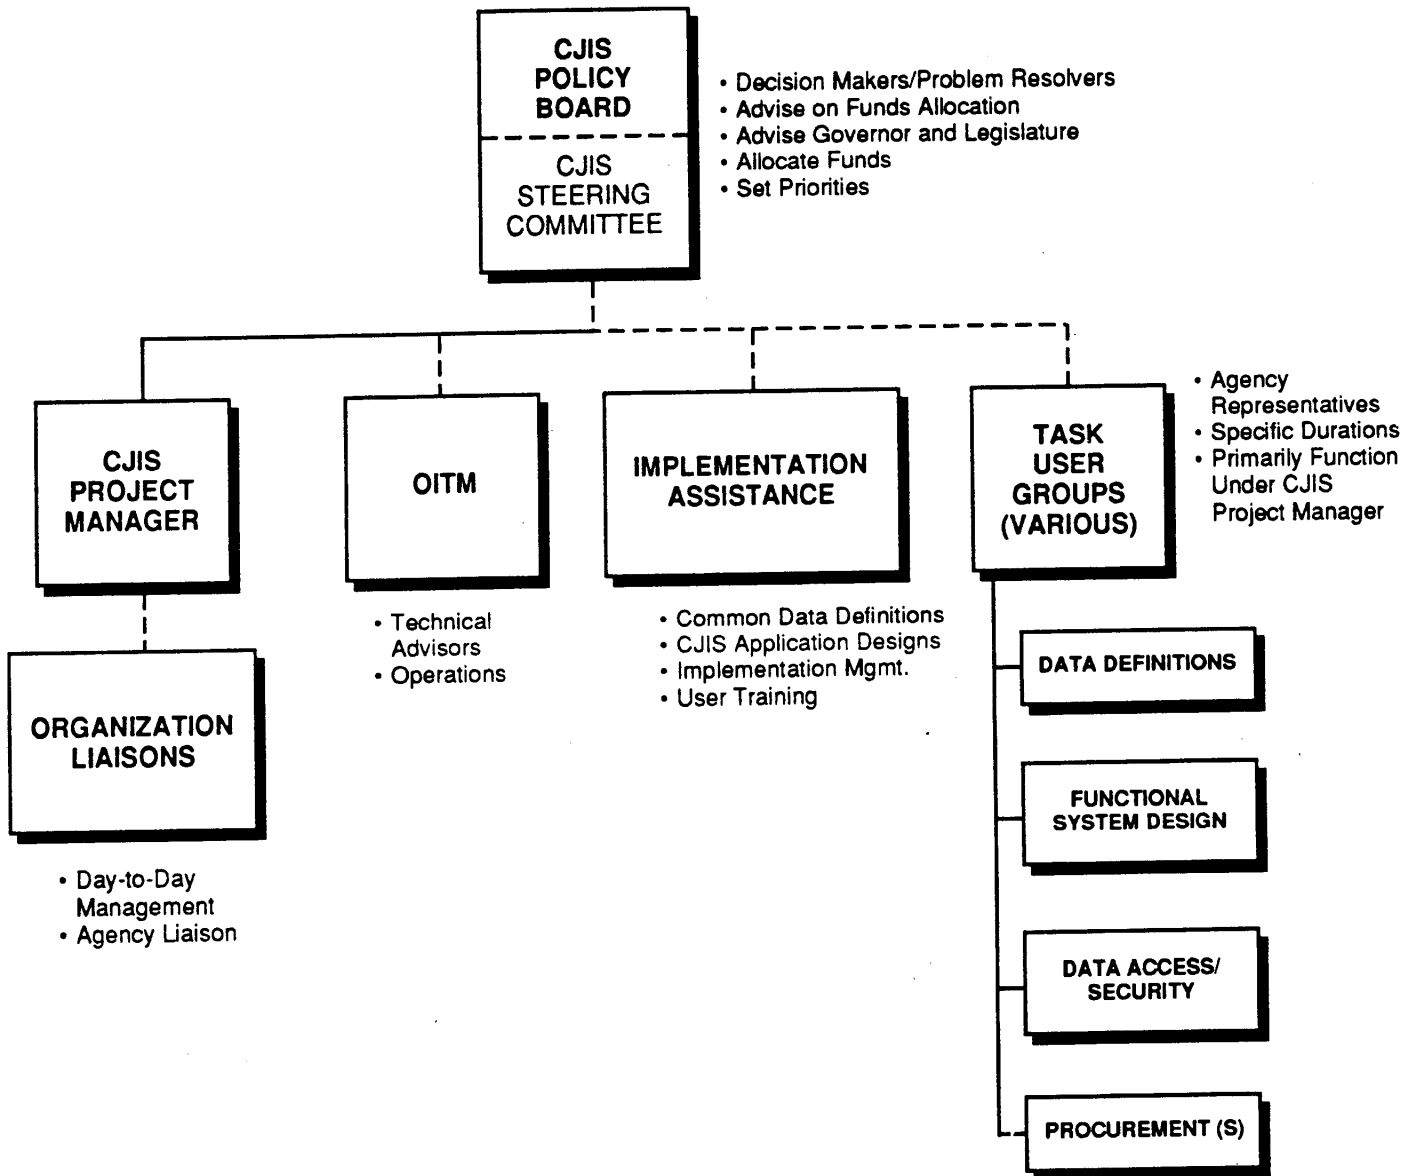 CJIS
POLICY
BOARD
CJIS
STEERING
COMMITTEE
• Decision Makers/Problem Resolvers
• Advise on Funds Allocation
• Advise Governor and Legislature
• Allocate Funds
• Set Priorities
CJIS
PROJECT
MANAGER
OITM
IMPLEMENTATION
ASSISTANCE
TASK
USER
GROUPS
(VARIOUS)
• Agency
Representatives
• Specific Durations
• Primarily Function
Under CJIS
Project Manager
ORGANIZATION
LIAISONS
• Day-to-Day
Management
• Agency Liaison
• Technical
Advisors
• Operations
• Common Data Definitions
• CJIS Application Designs
• Implementation Mgmt.
• User Training
DATA DEFINITIONS
FUNCTIONAL
SYSTEM DESIGN
DATA ACCESS/
SECURITY
PROCUREMENT (S)